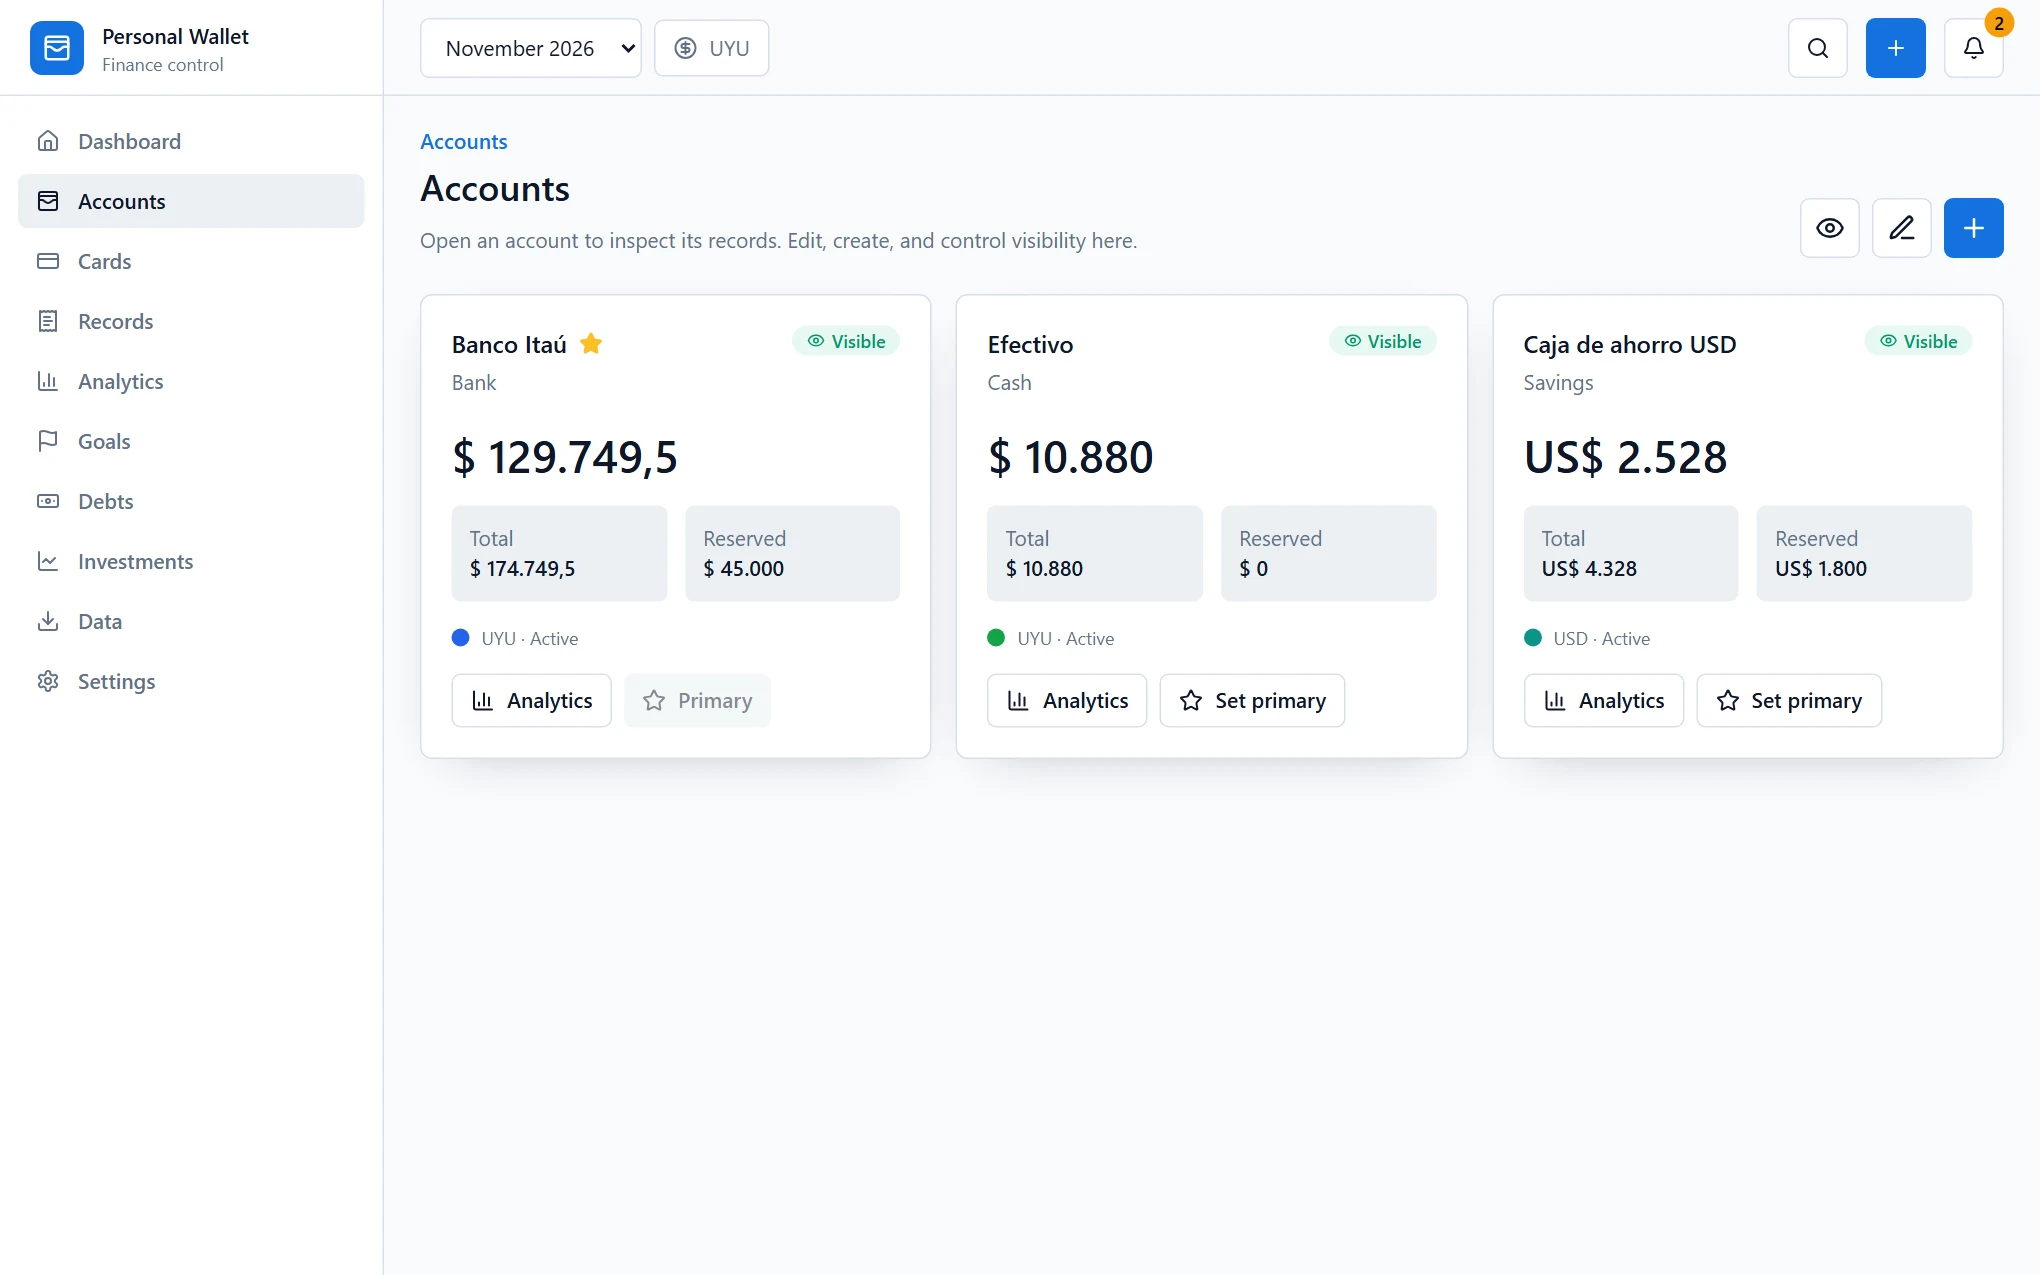 Personal Wallet
Finance control
November 2026
UYU
2
Dashboard
Accounts
Cards
Records
Analytics
Goals
Debts
Investments
Data
Settings
Accounts
Accounts
Open an account to inspect its records. Edit, create, and control visibility here.
Banco Itaú
Visible
Bank
$ 129.749,5
Total
$ 174.749,5
Reserved
$ 45.000
UYU · Active
Analytics
Primary
Efectivo
Visible
Cash
$ 10.880
Total
$ 10.880
Reserved
$ 0
UYU · Active
Analytics
Set primary
Caja de ahorro USD
Visible
Savings
US$ 2.528
Total
US$ 4.328
Reserved
US$ 1.800
USD · Active
Analytics
Set primary